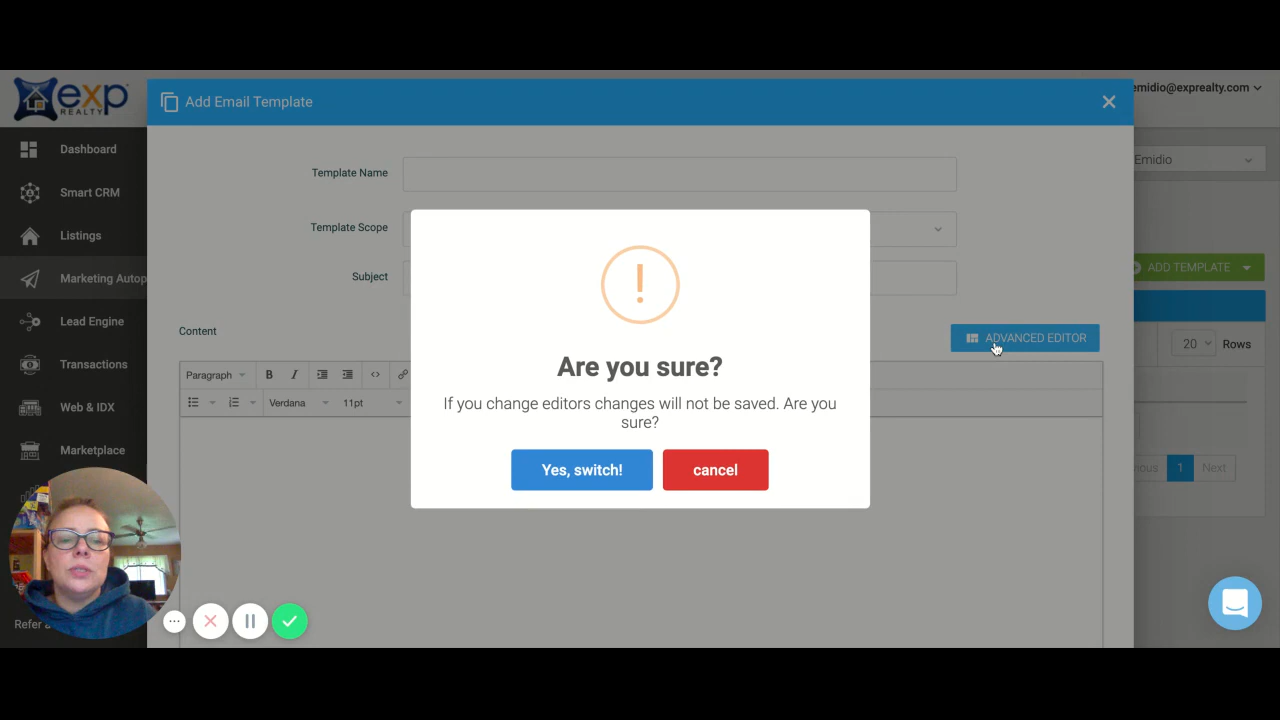 exp
REALTY
Add Email Template
emidio@exprealty.com
Dashboard
Smart CRM
Listings
Marketing Autop
Lead Engine
Transactions
Web & IDX
Marketplace
Template Name
Template Scope
Subject
Content
Emidio
ADD TEMPLATE
ADVANCED EDITOR
20
Rows
Paragraph
B
I
Verdana
11pt
Are you sure?
If you change editors changes will not be saved. Are you
sure?
Yes, switch!
cancel
1
Next